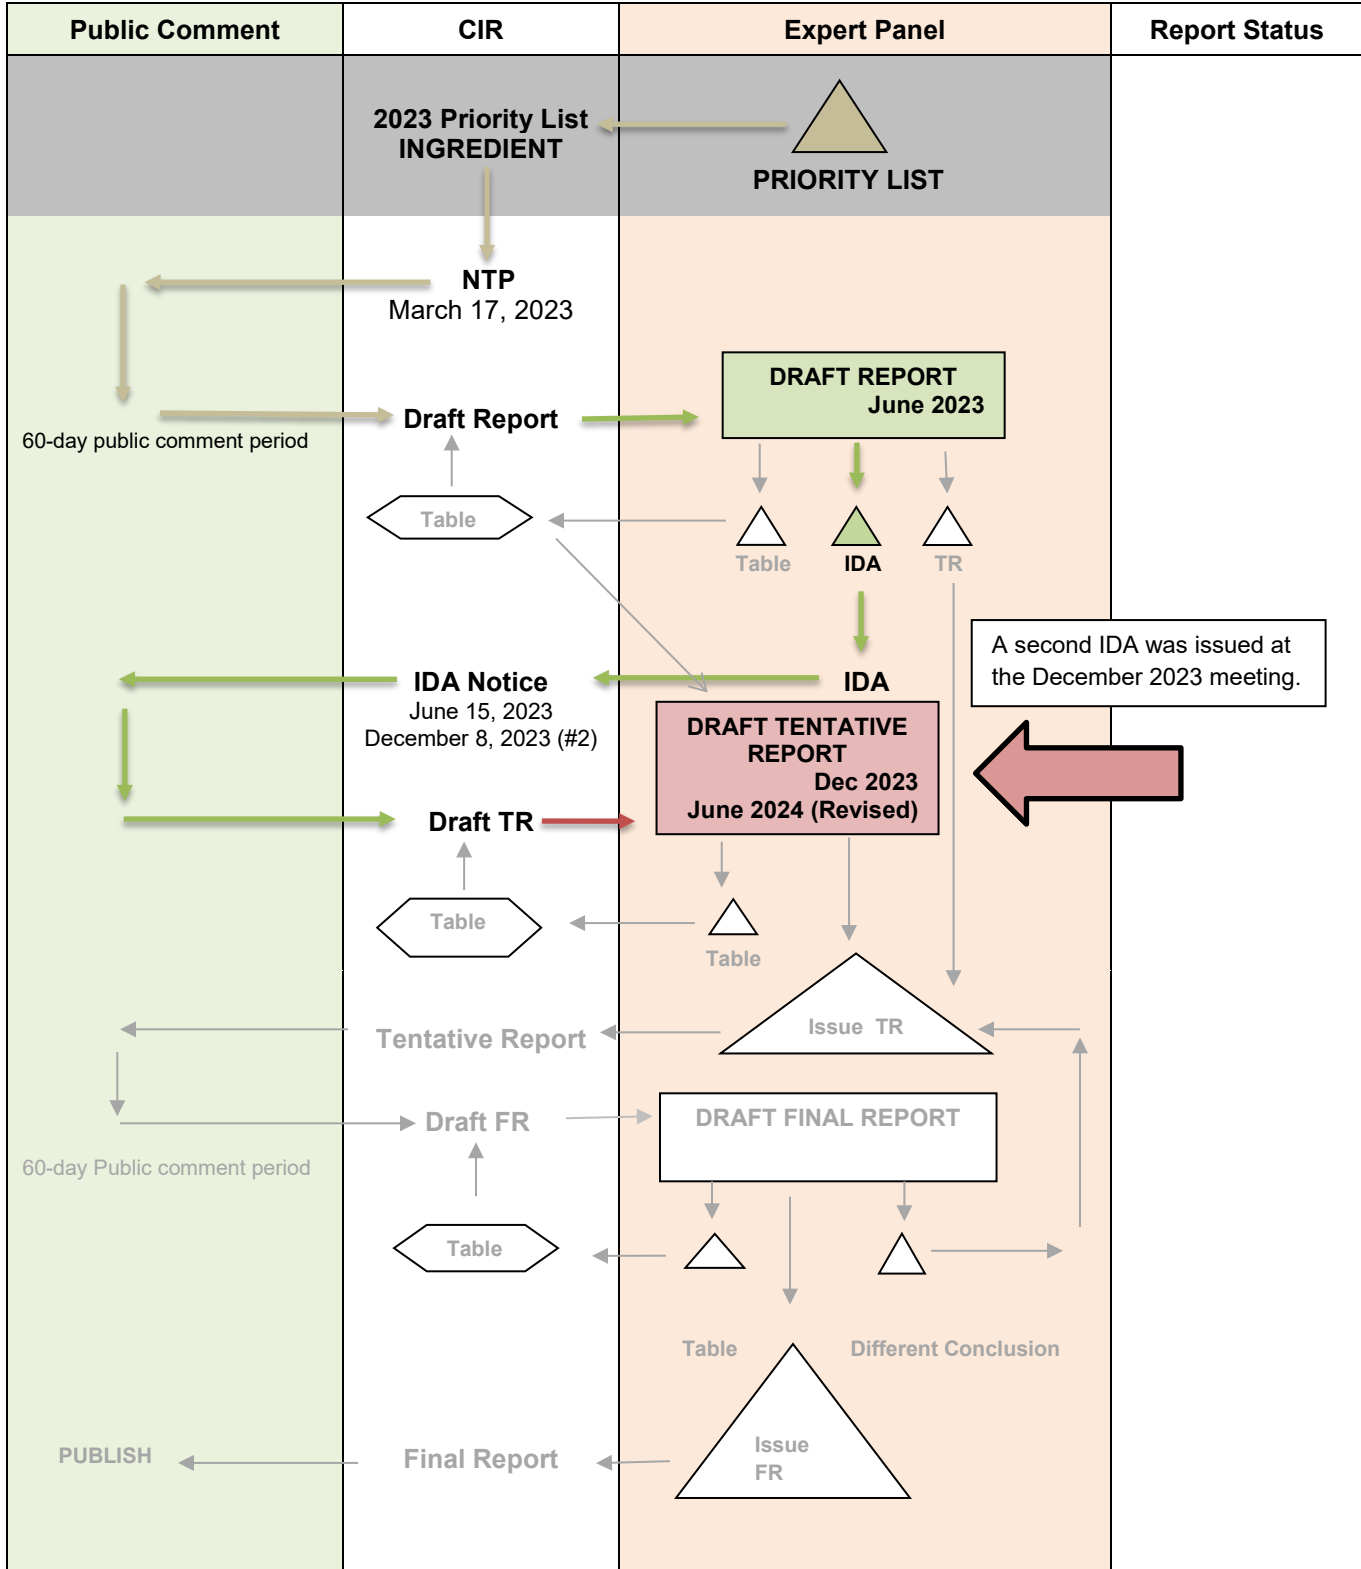 Public Comment
CIR
Expert Panel
Report Status
2023 Priority List
INGREDIENT
PRIORITY LIST
NTP
March 17, 2023
60-day public comment period
Draft Report
DRAFT REPORT
June 2023
Table
Table
IDA
TR
A second IDA was issued at
the December 2023 meeting.
IDA Notice
June 15, 2023
December 8, 2023 (#2)
IDA
DRAFT TENTATIVE
REPORT
Dec 2023
June 2024 (Revised)
Draft TR
Table
Table
Tentative Report
Issue TR
Draft FR
DRAFT FINAL REPORT
60-day Public comment period
Table
Table
Different Conclusion
PUBLISH
Final Report
Issue
FR